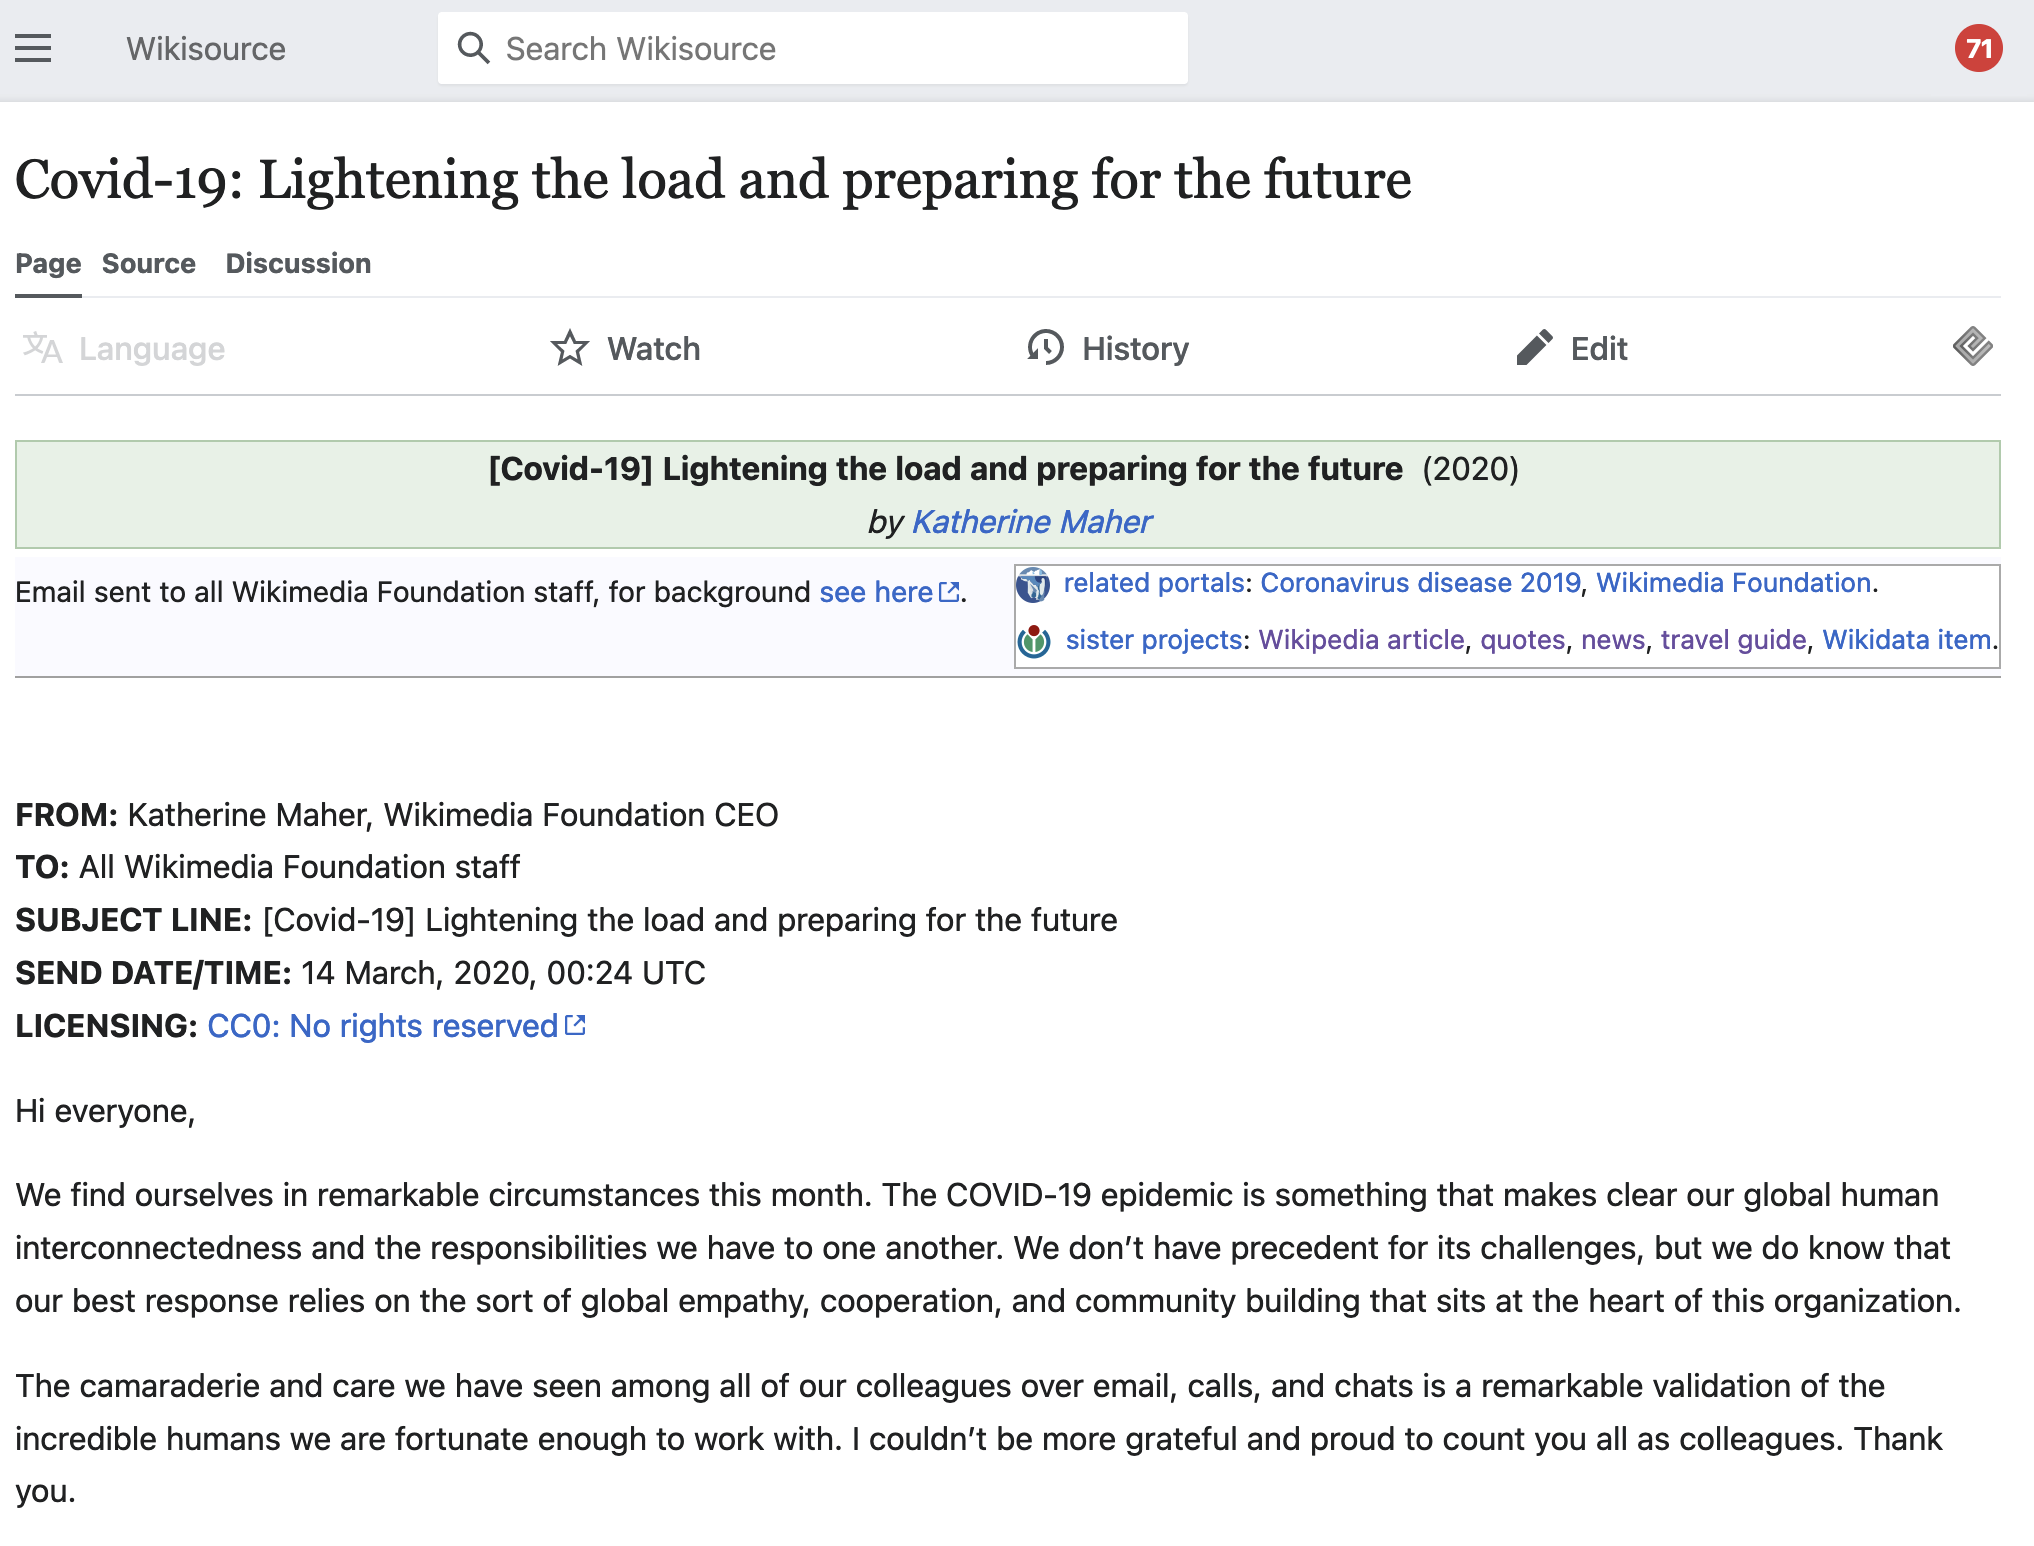 Wikisource
Search Wikisource
71
Covid-19: Lightening the load and preparing for the future
Page Source Discussion
Language Watch History Edit
[Covid-19] Lightening the load and preparing for the future (2020)
by Katherine Maher
Email sent to all Wikimedia Foundation staff, for background see here.
related portals: Coronavirus disease 2019, Wikimedia Foundation.
sister projects: Wikipedia article, quotes, news, travel guide, Wikidata item.
FROM: Katherine Maher, Wikimedia Foundation CEO
TO: All Wikimedia Foundation staff
SUBJECT LINE: [Covid-19] Lightening the load and preparing for the future
SEND DATE/TIME: 14 March, 2020, 00:24 UTC
LICENSING: CC0: No rights reserved
Hi everyone,
We find ourselves in remarkable circumstances this month. The COVID-19 epidemic is something that makes clear our global human
interconnectedness and the responsibilities we have to one another. We don’t have precedent for its challenges, but we do know that
our best response relies on the sort of global empathy, cooperation, and community building that sits at the heart of this organization.
The camaraderie and care we have seen among all of our colleagues over email, calls, and chats is a remarkable validation of the
incredible humans we are fortunate enough to work with. I couldn’t be more grateful and proud to count you all as colleagues. Thank
you.